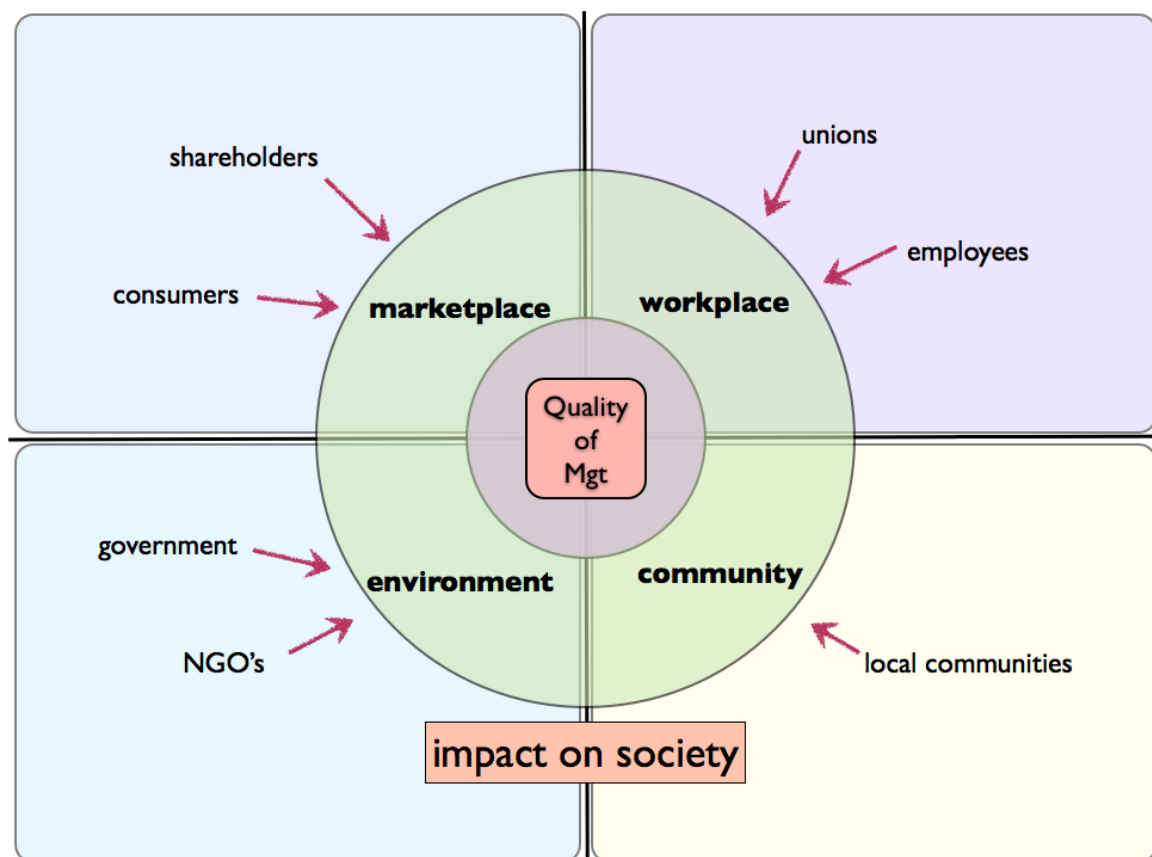 shareholders
unions
employees
consumers
marketplace
workplace
Quality
of
Mgt
government
environment
community
NGO’s
local communities
impact on society